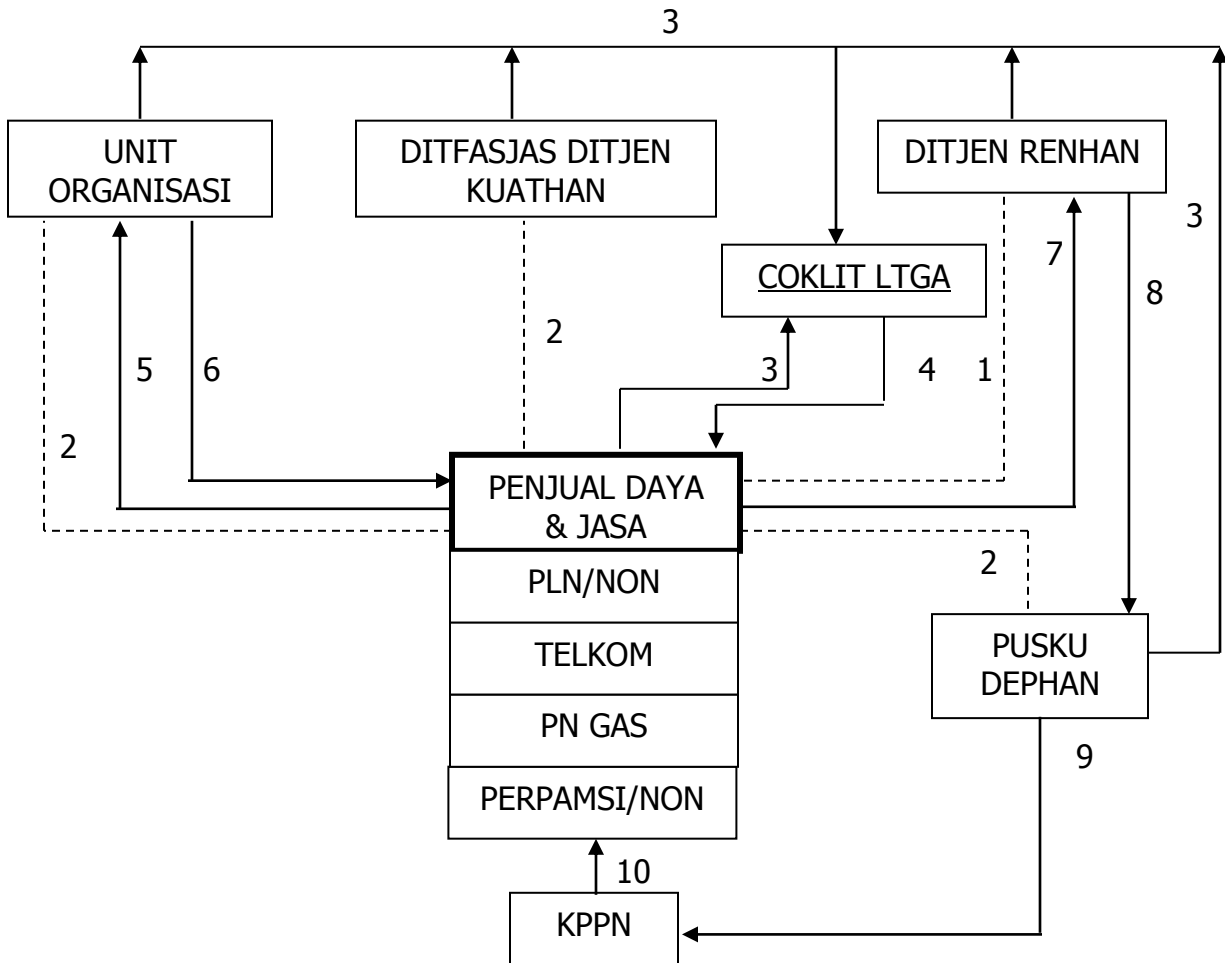 3
UNIT
ORGANISASI
DITFASJAS DITJEN
KUATHAN
DITJEN RENHAN
3
7
COKLIT LTGA
8
2
5
6
3
4
1
2
PENJUAL DAYA
& JASA
2
PLN/NON
TELKOM
PUSKU
DEPHAN
PN GAS
9
PERPAMSI/NON
10
KPPN